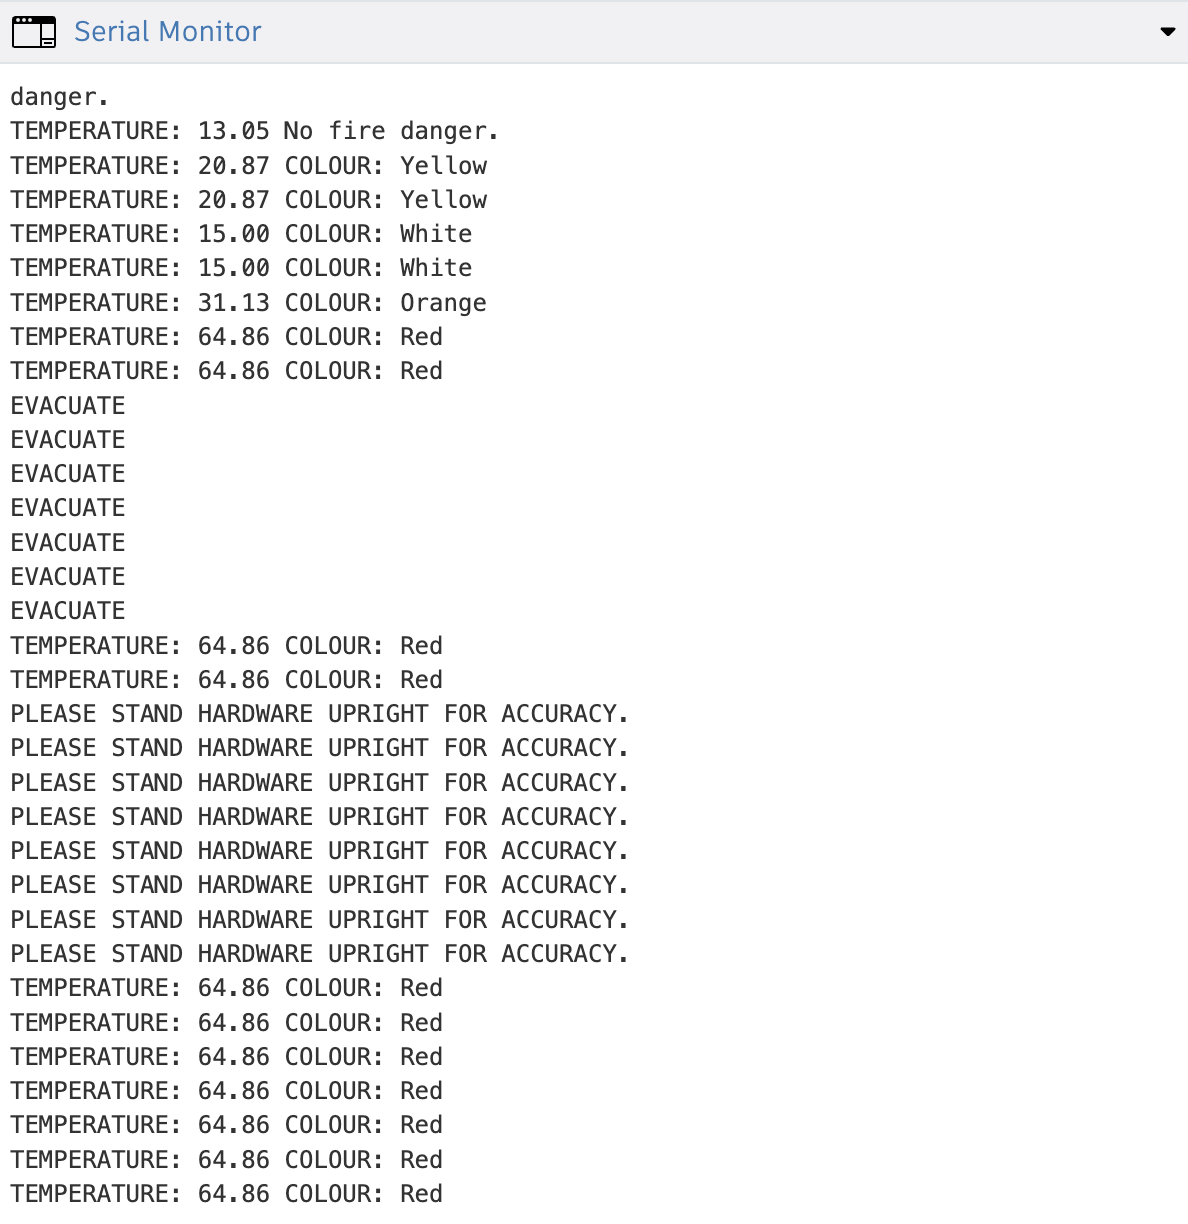 Serial Monitor
danger.
TEMPERATURE: 13.05 No fire danger.
TEMPERATURE: 20.87 COLOUR: Yellow
TEMPERATURE: 20.87 COLOUR: Yellow
TEMPERATURE: 15.00 COLOUR: White
TEMPERATURE: 15.00 COLOUR: White
TEMPERATURE: 31.13 COLOUR: Orange
TEMPERATURE: 64.86 COLOUR: Red
TEMPERATURE: 64.86 COLOUR: Red
EVACUATE
EVACUATE
EVACUATE
EVACUATE
EVACUATE
EVACUATE
EVACUATE
TEMPERATURE: 64.86 COLOUR: Red
TEMPERATURE: 64.86 COLOUR: Red
PLEASE STAND HARDWARE UPRIGHT FOR ACCURACY.
PLEASE STAND HARDWARE UPRIGHT FOR ACCURACY.
PLEASE STAND HARDWARE UPRIGHT FOR ACCURACY.
PLEASE STAND HARDWARE UPRIGHT FOR ACCURACY.
PLEASE STAND HARDWARE UPRIGHT FOR ACCURACY.
PLEASE STAND HARDWARE UPRIGHT FOR ACCURACY.
PLEASE STAND HARDWARE UPRIGHT FOR ACCURACY.
PLEASE STAND HARDWARE UPRIGHT FOR ACCURACY.
TEMPERATURE: 64.86 COLOUR: Red
TEMPERATURE: 64.86 COLOUR: Red
TEMPERATURE: 64.86 COLOUR: Red
TEMPERATURE: 64.86 COLOUR: Red
TEMPERATURE: 64.86 COLOUR: Red
TEMPERATURE: 64.86 COLOUR: Red
TEMPERATURE: 64.86 COLOUR: Red